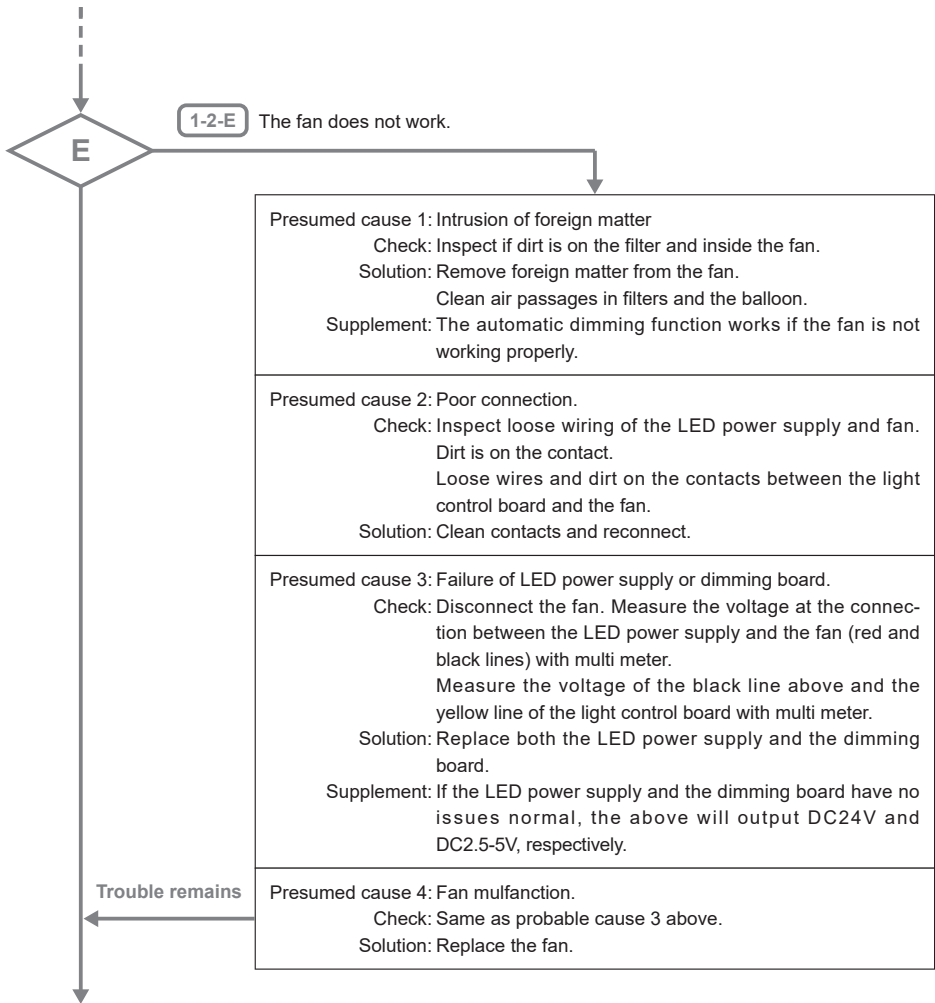 1-2-E The fan does not work.
E
Presumed cause 1: Intrusion of foreign matter
Check: Inspect if dirt is on the filter and inside the fan.
Solution: Remove foreign matter from the fan.
Clean air passages in filters and the balloon.
Supplement: The automatic dimming function works if the fan is not
working properly.
Presumed cause 2: Poor connection.
Check: Inspect loose wiring of the LED power supply and fan.
Dirt is on the contact.
Loose wires and dirt on the contacts between the light
control board and the fan.
Solution: Clean contacts and reconnect.
Presumed cause 3: Failure of LED power supply or dimming board.
Check: Disconnect the fan. Measure the voltage at the connec-
tion between the LED power supply and the fan (red and
black lines) with multi meter.
Measure the voltage of the black line above and the
yellow line of the light control board with multi meter.
Solution: Replace both the LED power supply and the dimming
board.
Supplement: If the LED power supply and the dimming board have no
issues normal, the above will output DC24V and
DC2.5-5V, respectively.
Trouble remains
Presumed cause 4: Fan mulfanction.
Check: Same as probable cause 3 above.
Solution: Replace the fan.